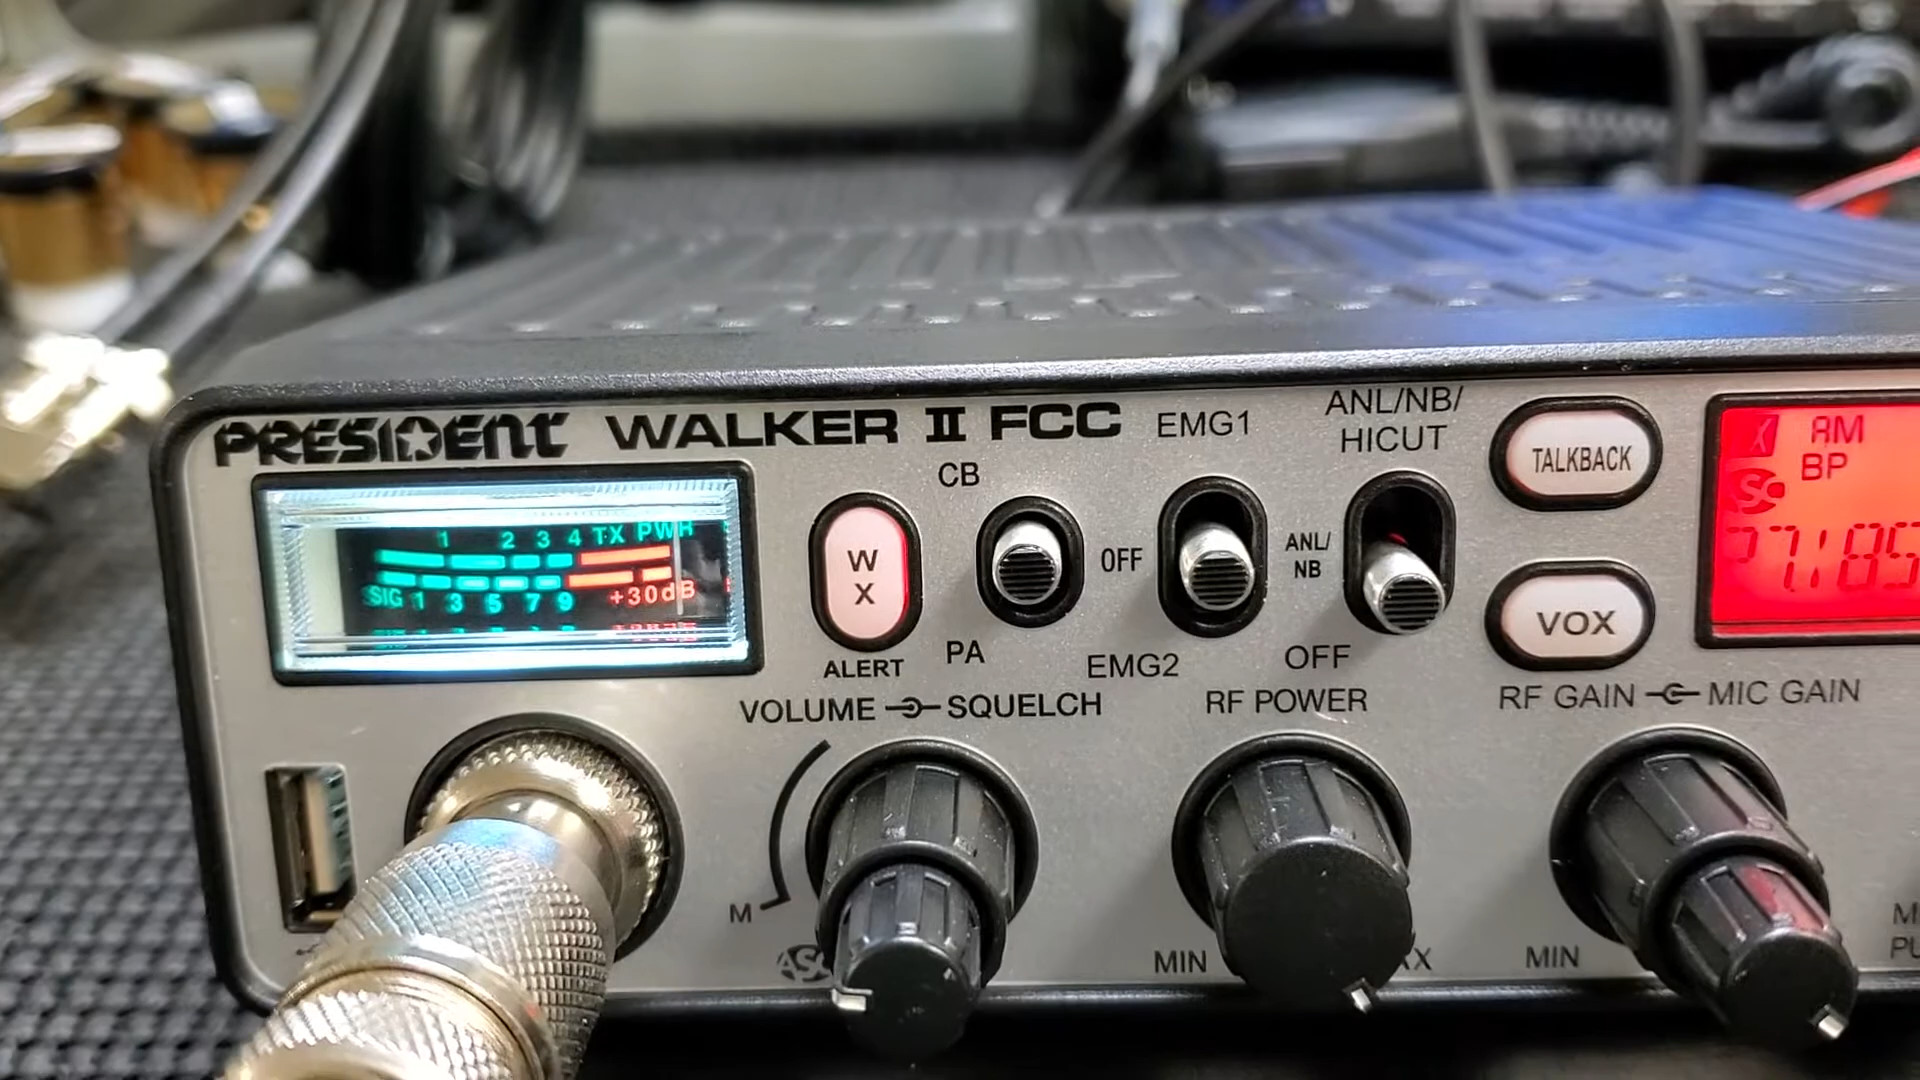 PRESIDENT WALKER II FCC
EMG1
ANL/NB/
HICUT
CB
TALKBACK
AM
BP
1 2 3 4 TX PWR
SIG 1 3 5 7 9 +30dB
W
X
ALERT
PA
OFF
EMG2
ANL/
NB
OFF
VOX
VOLUME SQUELCH
RF POWER
RF GAIN MIC GAIN
M
ASC
MIN
MIN